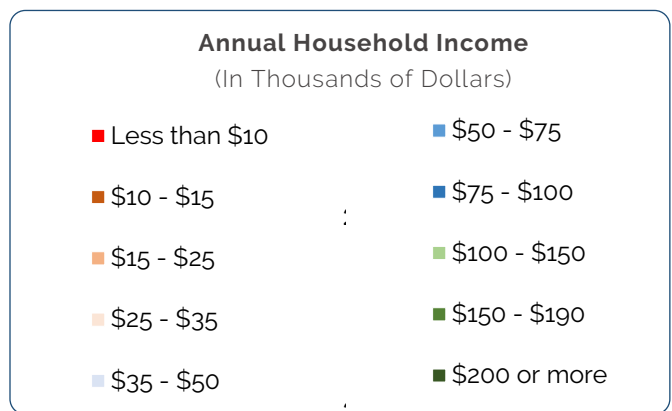 Annual Household Income
(In Thousands of Dollars)
Less than $10
$10 - $15
$15 - $25
$25 - $35
$35 - $50
$50 - $75
$75 - $100
$100 - $150
$150 - $190
$200 or more